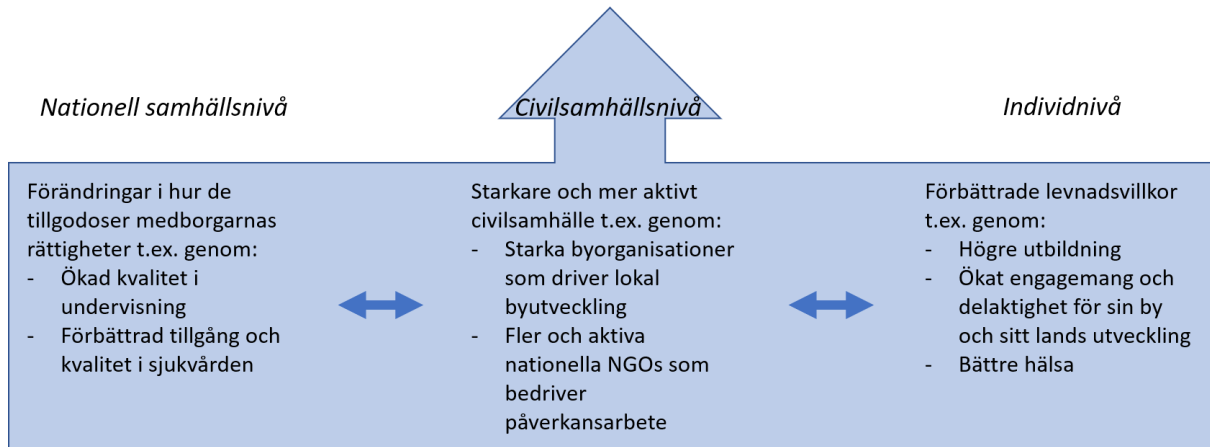 Nationell samhällsnivå
Civilsamhällsnivå
Individnivå
Förändringar i hur de
tillgodoser medborgarnas
rättigheter t.ex. genom:
- Ökad kvalitet i
undervisning
- Förbättrad tillgång och
kvalitet i sjukvården
Starkare och mer aktivt
civilsamhälle t.ex. genom:
- Starka byorganisationer
som driver lokal
byutveckling
- Fler och aktiva
nationella NGOs som
bedriver
påverkansarbete
Förbättrade levnadsvillkor
t.ex. genom:
- Högre utbildning
- Ökat engagemang och
delaktighet för sin by
och sitt lands utveckling
- Bättre hälsa